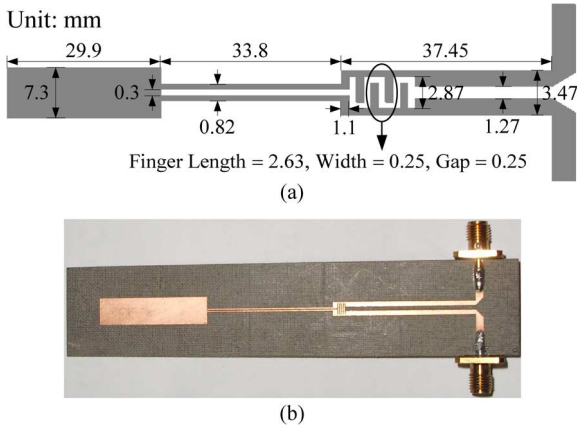 Unit: mm
29.9 33.8 37.45
7.3 0.3 0.82 1.1 2.87 3.47
1.27
Finger Length = 2.63, Width = 0.25, Gap = 0.25
(a)
(b)